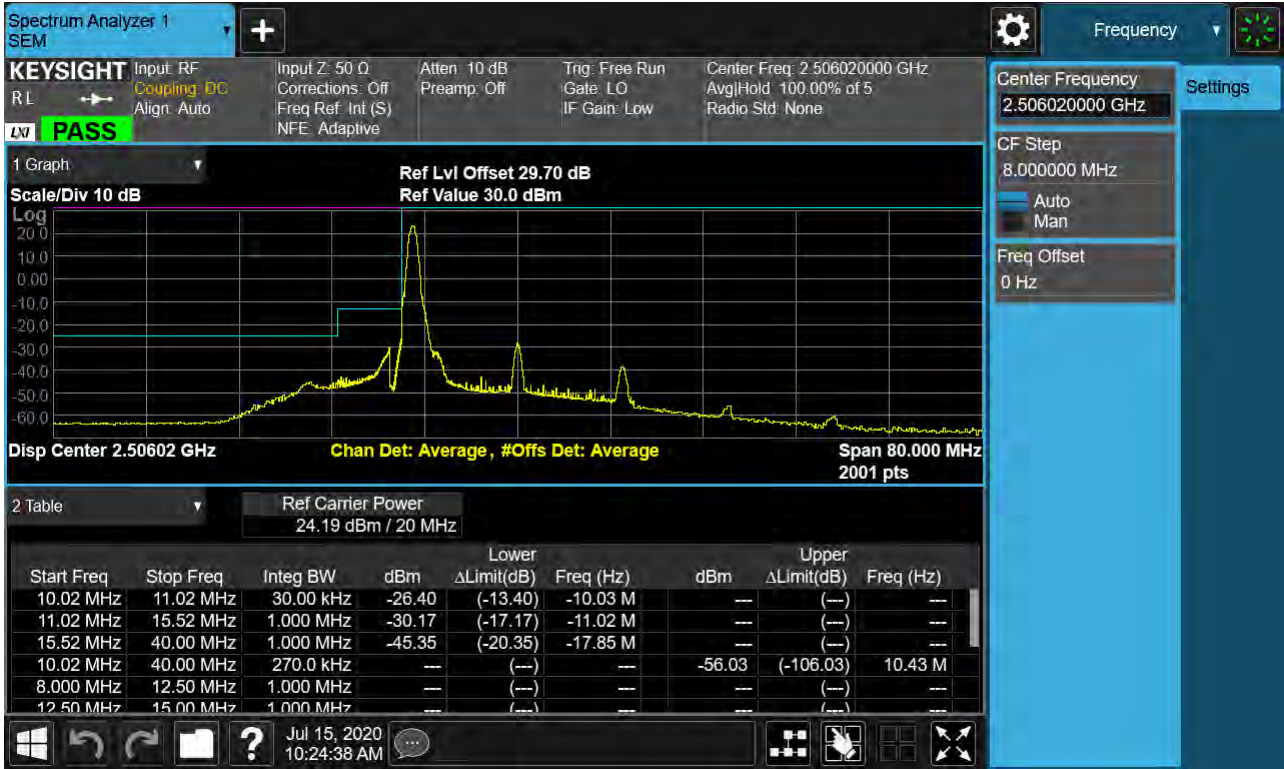 Spectrum Analyzer 1
SEM
Frequency
KEYSIGHT
R L
LXI
PASS
Input: RF
Coupling: DC
Align: Auto
Input Z: 50 Ω
Corrections: Off
Freq Ref: Int (S)
NFE: Adaptive
Atten: 10 dB
Preamp: Off
Trig: Free Run
Gate: LO
IF Gain: Low
Center Freq: 2.506020000 GHz
Avg|Hold: 100.00% of 5
Radio Std: None
Center Frequency
2.506020000 GHz
Settings
CF Step
8.000000 MHz
Auto
Man
Freq Offset
0 Hz
1 Graph
Scale/Div 10 dB
Ref Lvl Offset 29.70 dB
Ref Value 30.0 dBm
Log
20.0
10.0
0.00
-10.0
-20.0
-30.0
-40.0
-50.0
-60.0
Disp Center 2.50602 GHz
Chan Det: Average , #Offs Det: Average
Span 80.000 MHz
2001 pts
2 Table
Ref Carrier Power
24.19 dBm / 20 MHz
Lower Upper
Start Freq Stop Freq Integ BW dBm ΔLimit(dB) Freq (Hz) dBm ΔLimit(dB) Freq (Hz)
10.02 MHz 11.02 MHz 30.00 kHz -26.40 (-13.40) -10.03 M --- (---) ---
11.02 MHz 15.52 MHz 1.000 MHz -30.17 (-17.17) -11.02 M --- (---) ---
15.52 MHz 40.00 MHz 1.000 MHz -45.35 (-20.35) -17.85 M --- (---) ---
10.02 MHz 40.00 MHz 270.0 kHz --- (---) --- -56.03 (-106.03) 10.43 M
8.000 MHz 12.50 MHz 1.000 MHz --- (---) --- --- (---) ---
12.50 MHz 15.00 MHz 1.000 MHz --- (---) --- --- (---) ---
?
Jul 15, 2020
10:24:38 AM